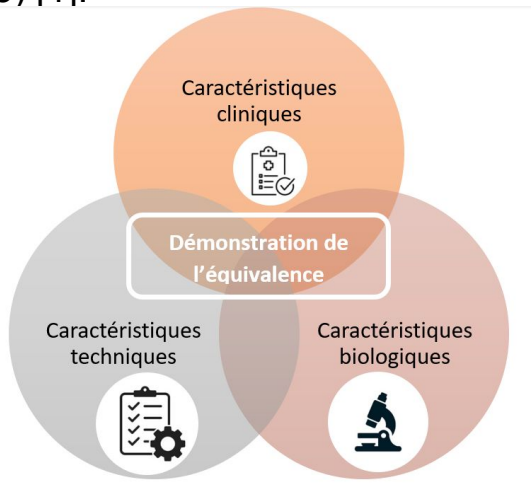 Caractéristiques
cliniques
Démonstration de
l'équivalence
Caractéristiques
techniques
Caractéristiques
biologiques